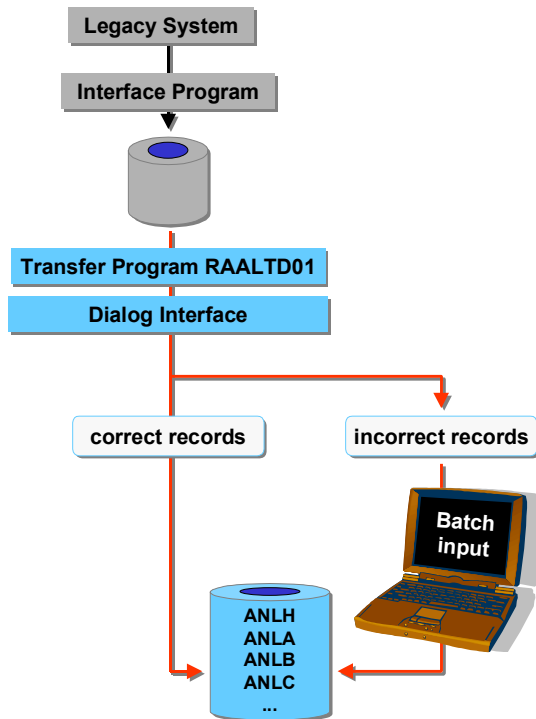 Legacy System
Interface Program
Transfer Program RAALTD01
Dialog Interface
correct records
incorrect records
Batch
input
ANLH
ANLA
ANLB
ANLC
...